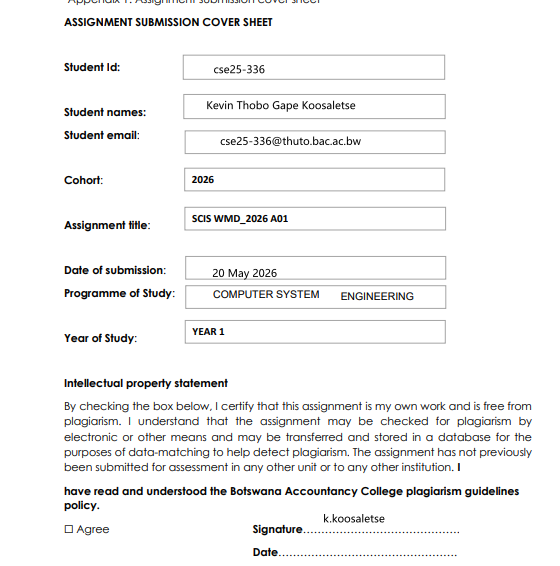 Appendix 1: Assignment submission cover sheet
ASSIGNMENT SUBMISSION COVER SHEET
Student Id: cse25-336
Student names: Kevin Thobo Gape Koosaletse
Student email: cse25-336@thuto.bac.ac.bw
Cohort: 2026
Assignment title: SCIS WMD_2026 A01
Date of submission: 20 May 2026
Programme of Study: COMPUTER SYSTEM ENGINEERING
Year of Study: YEAR 1
Intellectual property statement
By checking the box below, I certify that this assignment is my own work and is free from
plagiarism. I understand that the assignment may be checked for plagiarism by
electronic or other means and may be transferred and stored in a database for the
purposes of data-matching to help detect plagiarism. The assignment has not previously
been submitted for assessment in any other unit or to any other institution. I
have read and understood the Botswana Accountancy College plagiarism guidelines
policy.
k.koosaletse
☐ Agree Signature.......................................
Date............................................